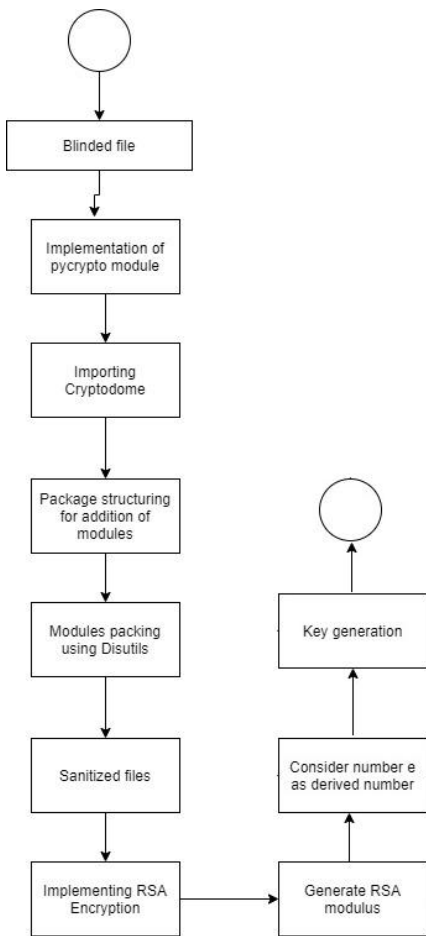 Blinded file
Implementation of
pycrypto module
Importing
Cryptodome
Package structuring
for addition of
modules
Modules packing
using Disutils
Sanitized files
Implementing RSA
Encryption
Generate RSA
modulus
Consider number e
as derived number
Key generation